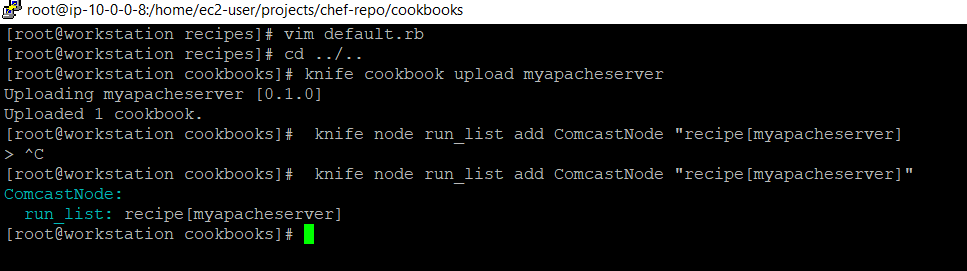 root@ip-10-0-0-8:/home/ec2-user/projects/chef-repo/cookbooks
[root@workstation recipes]# vim default.rb
[root@workstation recipes]# cd ../..
[root@workstation cookbooks]# knife cookbook upload myapacheserver
Uploading myapacheserver [0.1.0]
Uploaded 1 cookbook.
[root@workstation cookbooks]#  knife node run_list add ComcastNode "recipe[myapacheserver]
> ^C
[root@workstation cookbooks]#  knife node run_list add ComcastNode "recipe[myapacheserver]"
ComcastNode:
  run_list: recipe[myapacheserver]
[root@workstation cookbooks]#